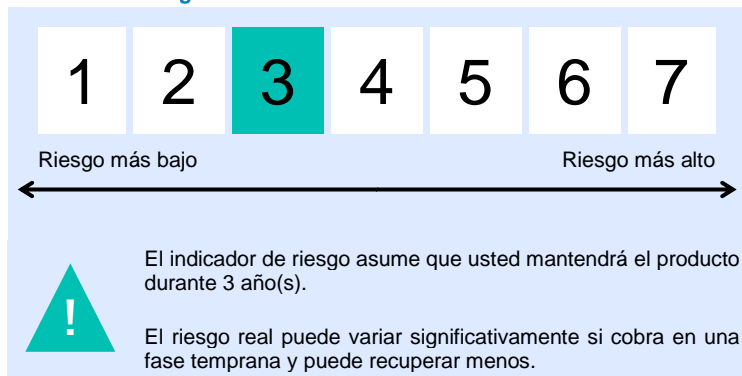 1 2 3 4 5 6 7
Riesgo más bajo Riesgo más alto
El indicador de riesgo asume que usted mantendrá el producto
durante 3 año(s).
!
El riesgo real puede variar significativamente si cobra en una
fase temprana y puede recuperar menos.